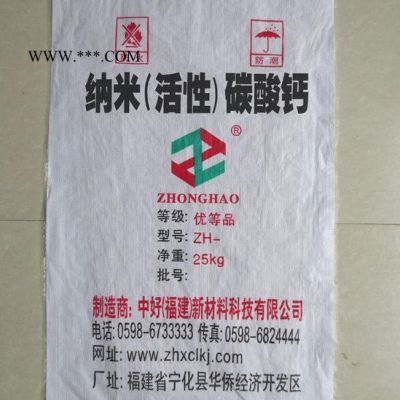 www.***.com
防潮
纳米(活性)碳酸钙
®
ZHONGHAO
等级: 优等品
型号: ZH-
净重: 25kg
批号:
制造商: 中好(福建)新材料科技有限公司
电话: 0598-6733333 传真: 0598-6824444
网址: www.zhxclkj.com
厂址: 福建省宁化县华侨经济开发区